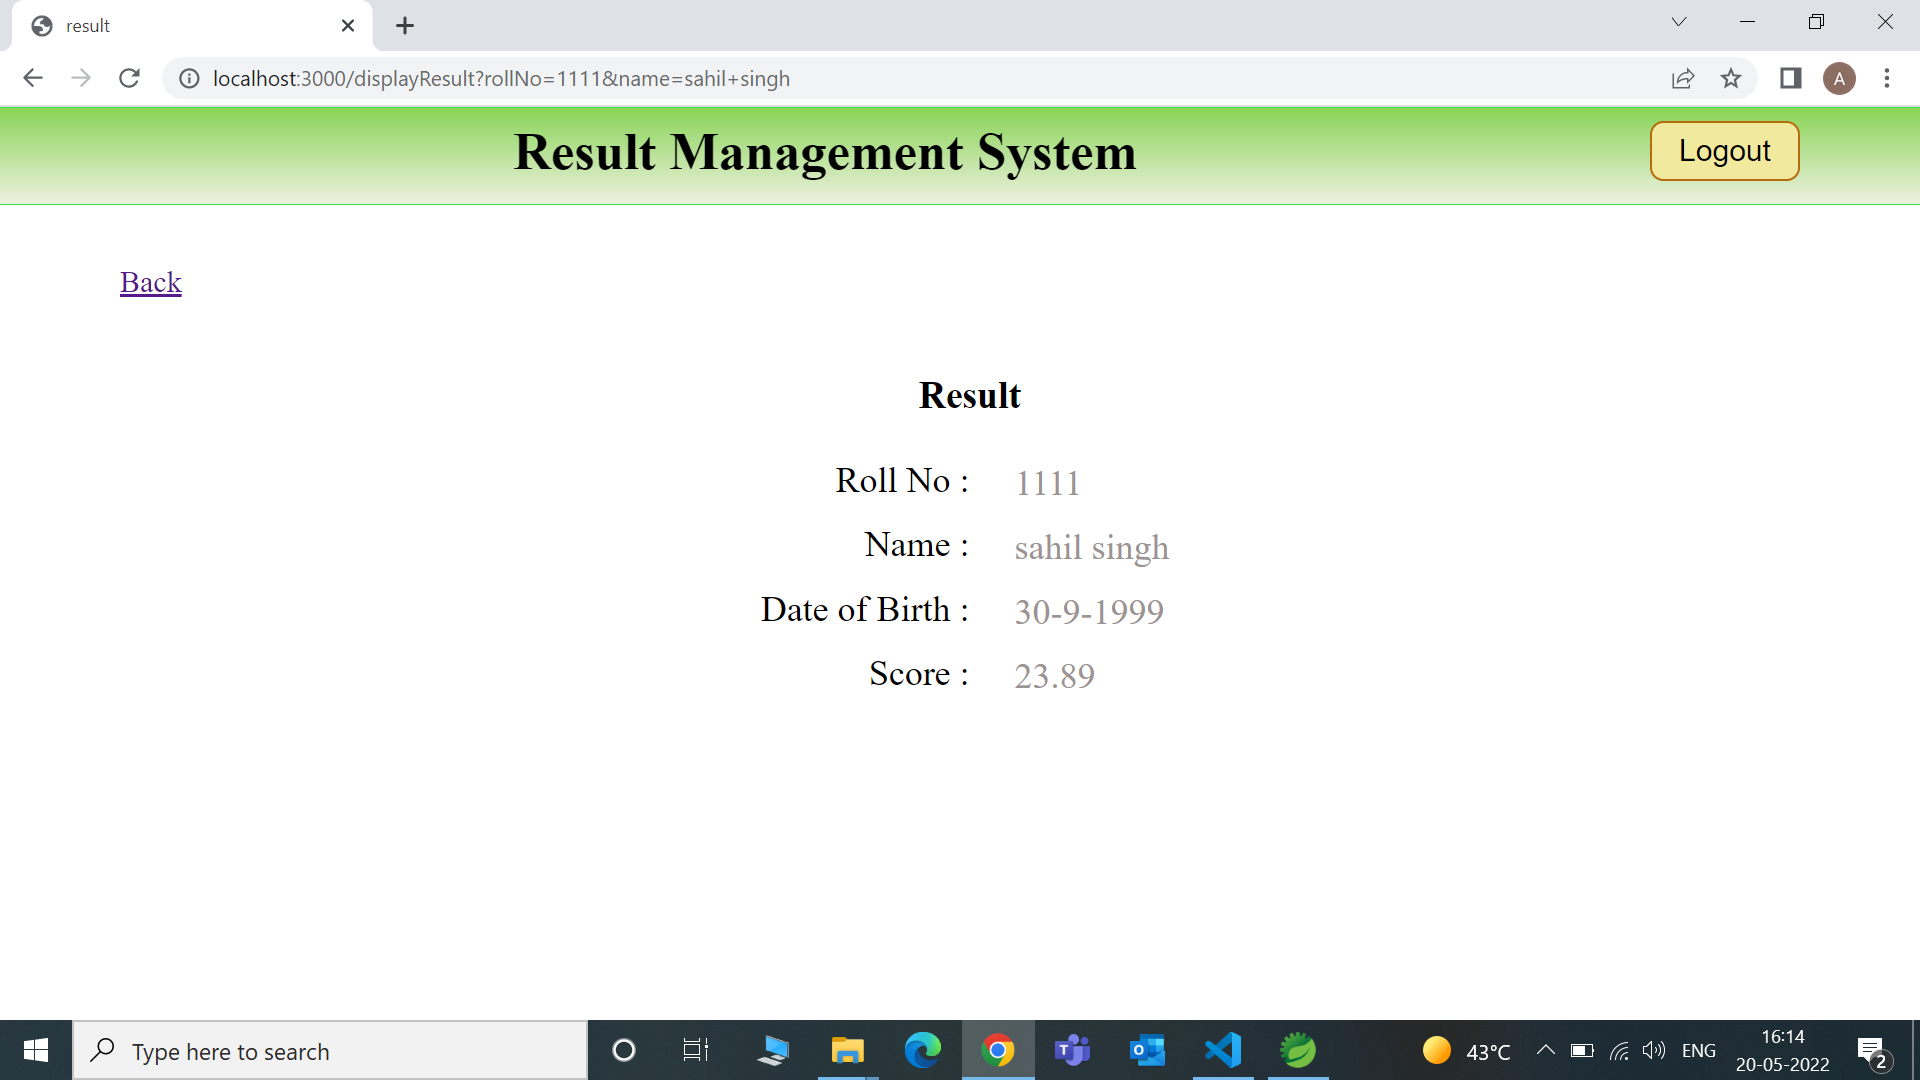 result
localhost:3000/displayResult?rollNo=1111&name=sahil+singh
A
Result Management System
Logout
Back
Result
Roll No : 1111
Name : sahil singh
Date of Birth : 30-9-1999
Score : 23.89
Type here to search
43°C
ENG
16:14
20-05-2022
2